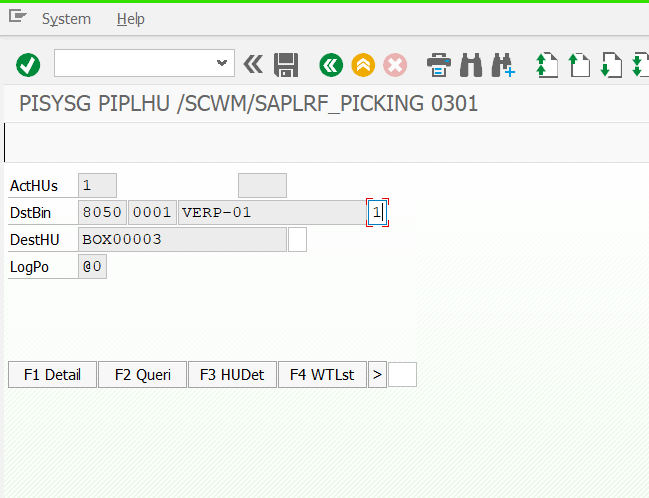 System Help
PISYSG PIPLHU /SCWM/SAPLRF_PICKING 0301
ActHUs 1
DstBin 8050 0001 VERP-01 1
DestHU BOX00003
LogPo @0
F1 Detail F2 Queri F3 HUDet F4 WTLst >